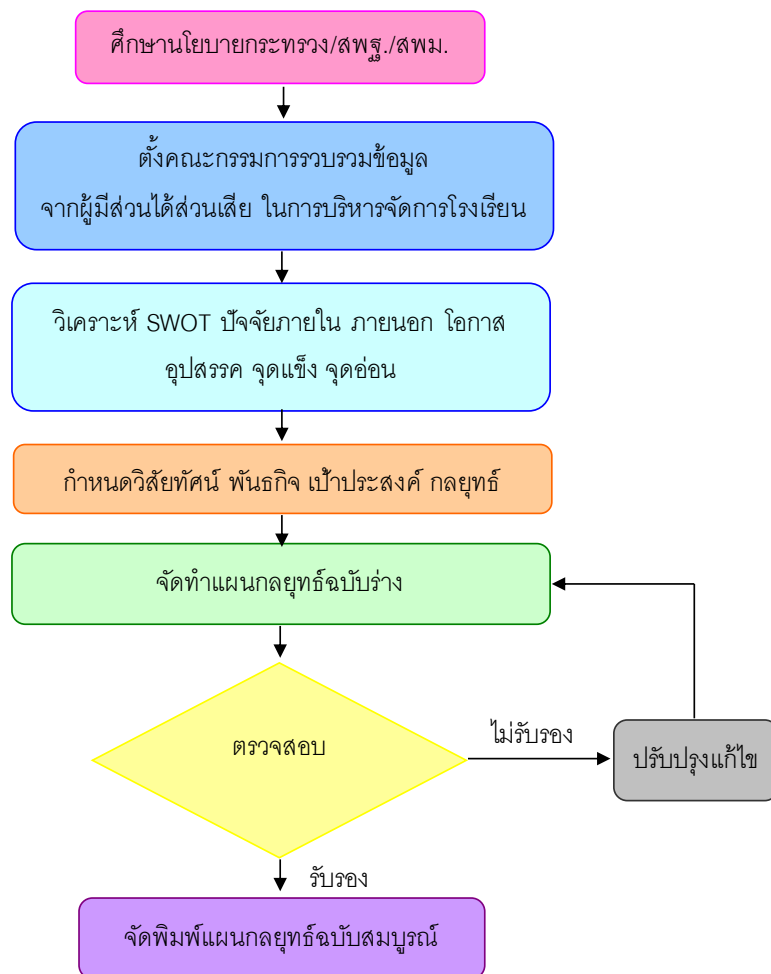 ศึกษานโยบายกระทรวง/สพฐ./สพม.
ตั้งคณะกรรมการรวบรวมข้อมูล
จากผู้มีส่วนได้ส่วนเสีย ในการบริหารจัดการโรงเรียน
วิเคราะห์ SWOT ปัจจัยภายใน ภายนอก โอกาส
อุปสรรค จุดแข็ง จุดอ่อน
กำหนดวิสัยทัศน์ พันธกิจ เป้าประสงค์ กลยุทธ์
จัดทำแผนกลยุทธ์ฉบับร่าง
ตรวจสอบ
ไม่รับรอง
ปรับปรุงแก้ไข
รับรอง
จัดพิมพ์แผนกลยุทธ์ฉบับสมบูรณ์